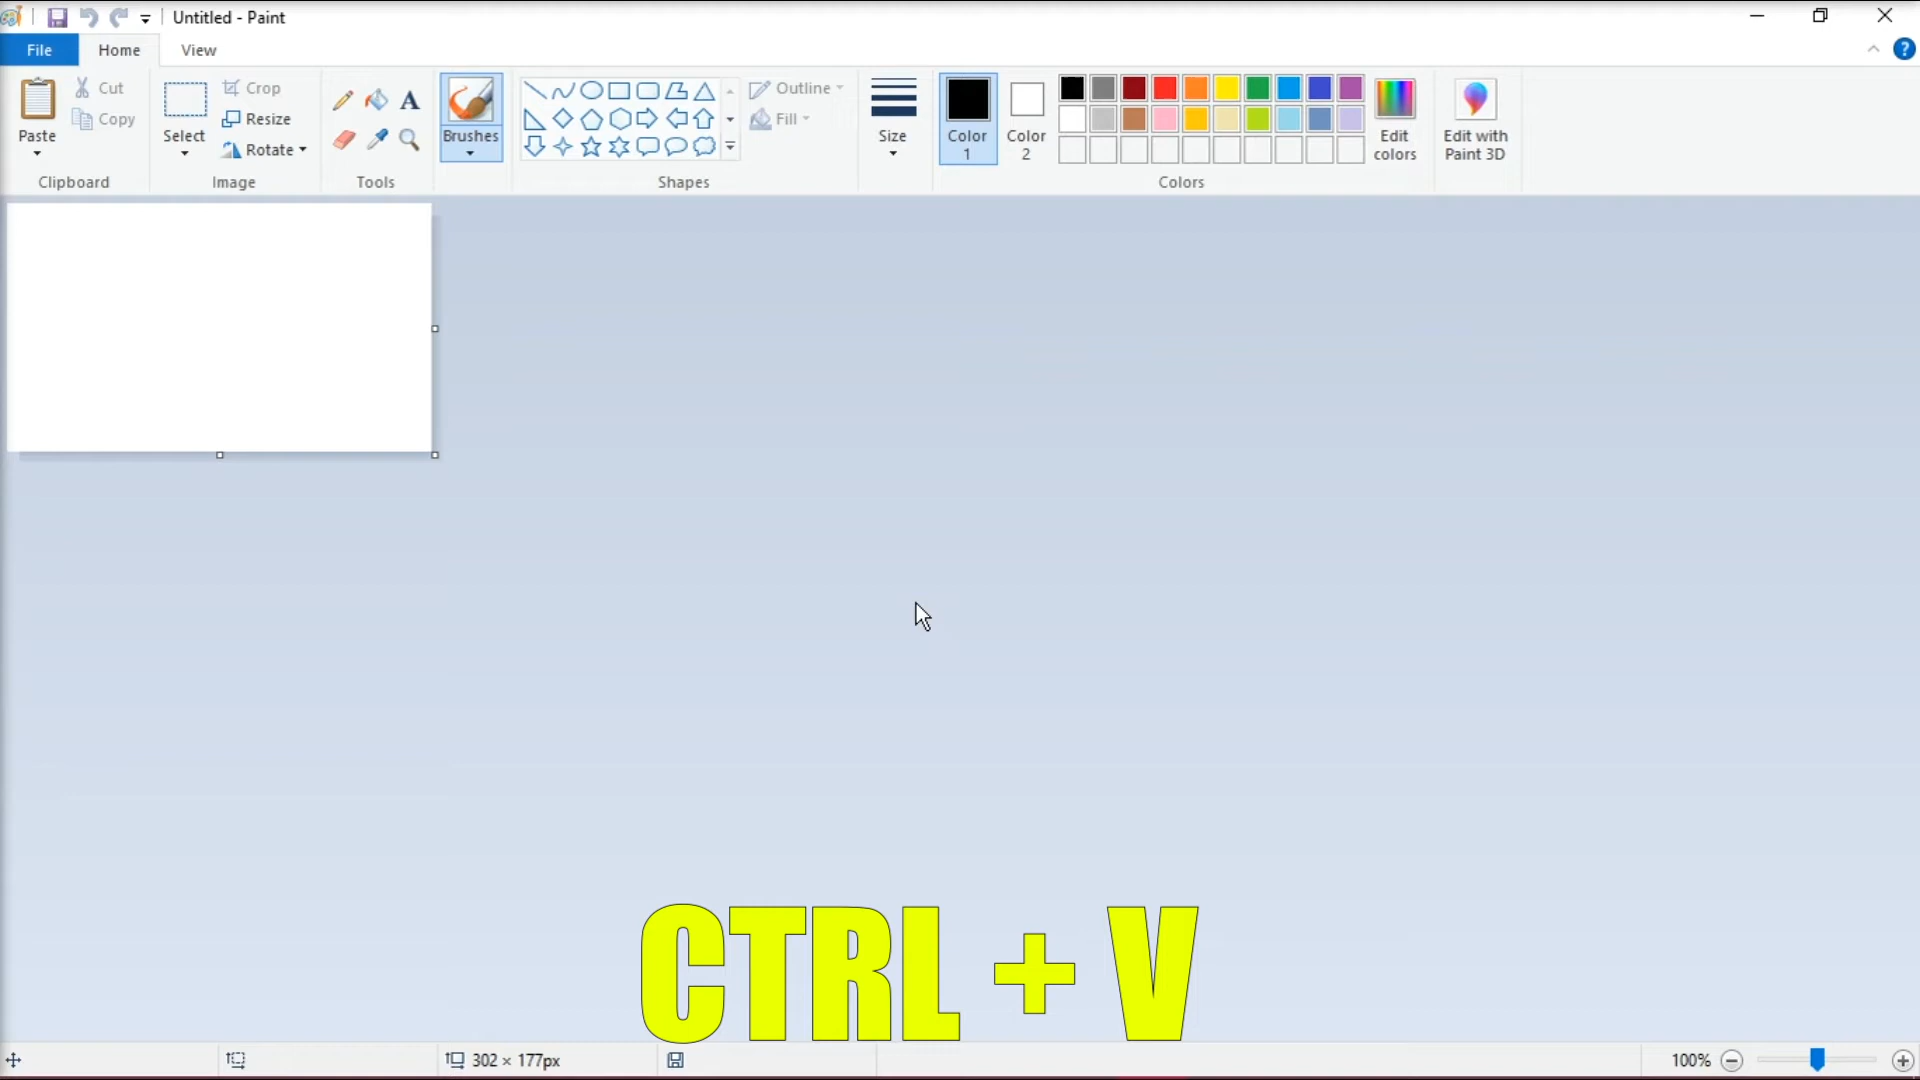 Untitled - Paint
File
Home
View
Paste
Cut
Copy
Clipboard
Select
Crop
Resize
Rotate
Image
A
Tools
Brushes
Shapes
Outline
Fill
Size
Color
1
Color
2
Edit
colors
Colors
Edit with
Paint 3D
?
CTRL + V
302 × 177px
100%